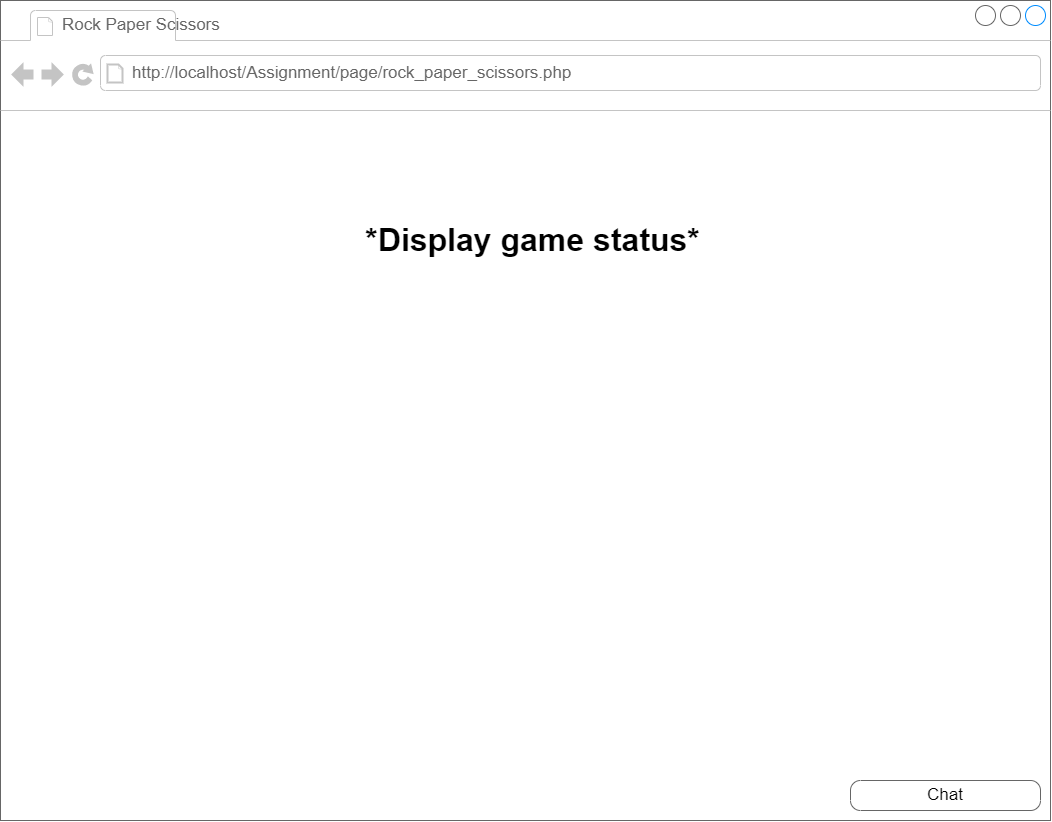 Rock Paper Scissors
http://localhost/Assignment/page/rock_paper_scissors.php
*Display game status*
Chat